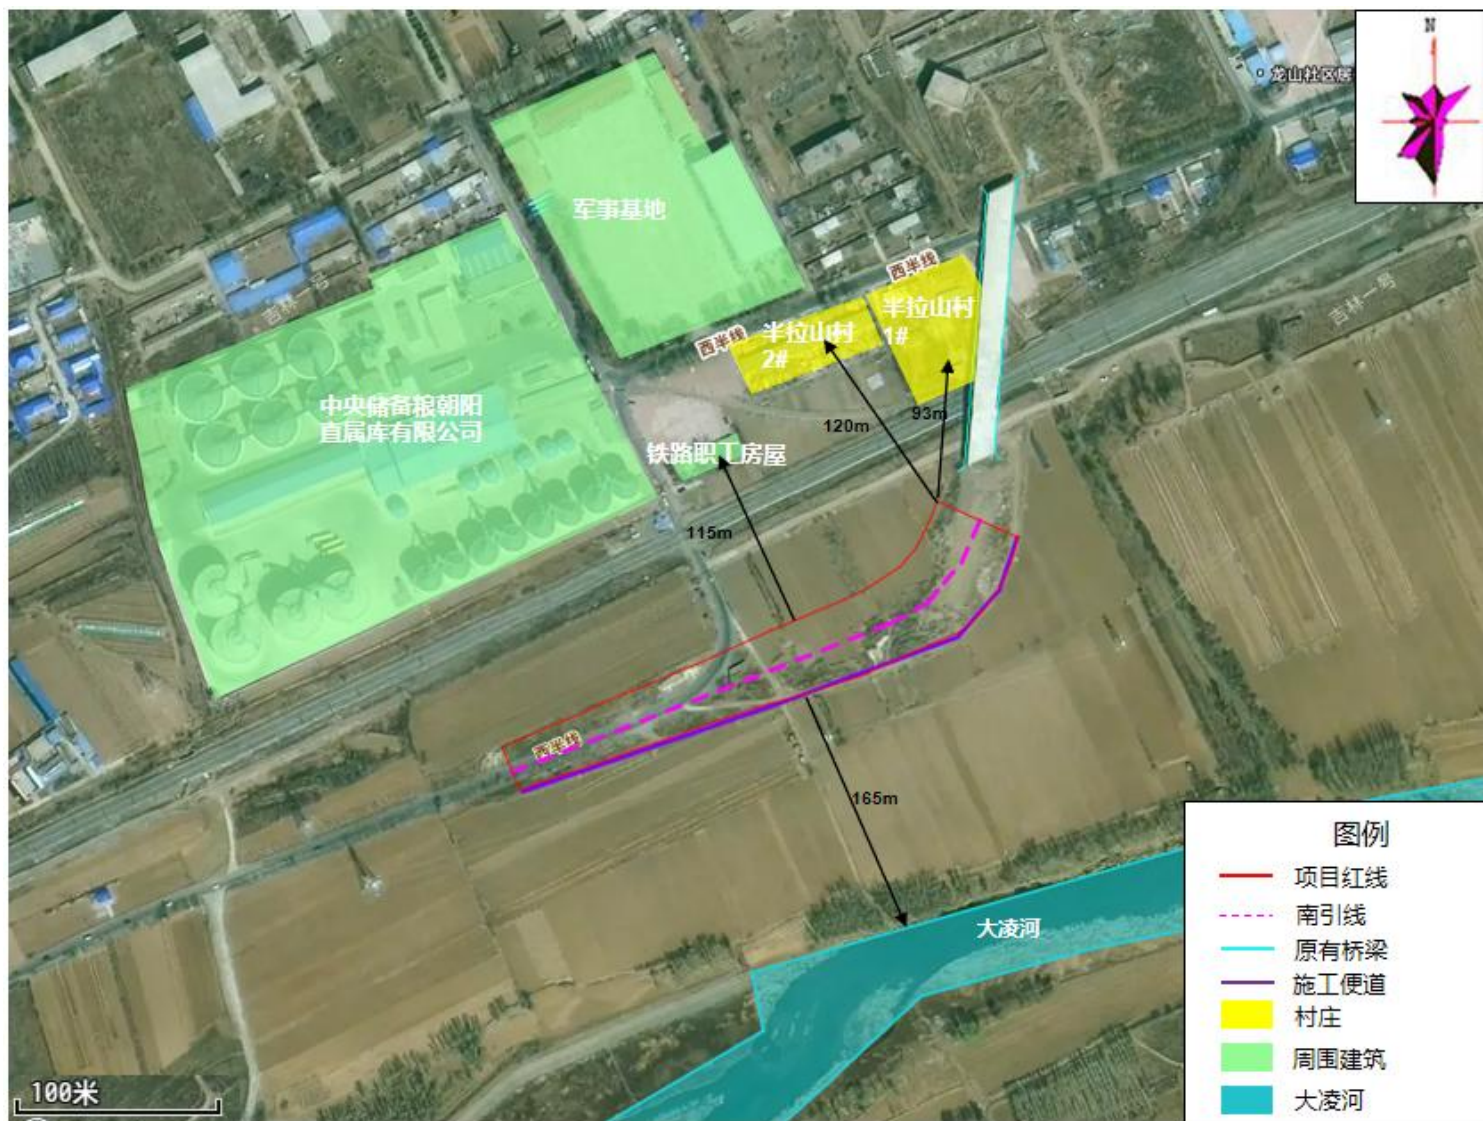 N
龙山社区居
军事基地
西半线
半拉山村
1#
吉林一号
吉林一号
西半线
半拉山村
2#
中央储备粮朝阳
直属库有限公司
93m
120m
铁路职工房屋
115m
西半线
165m
大凌河
图例
项目红线
南引线
原有桥梁
施工便道
村庄
周围建筑
大凌河
100米